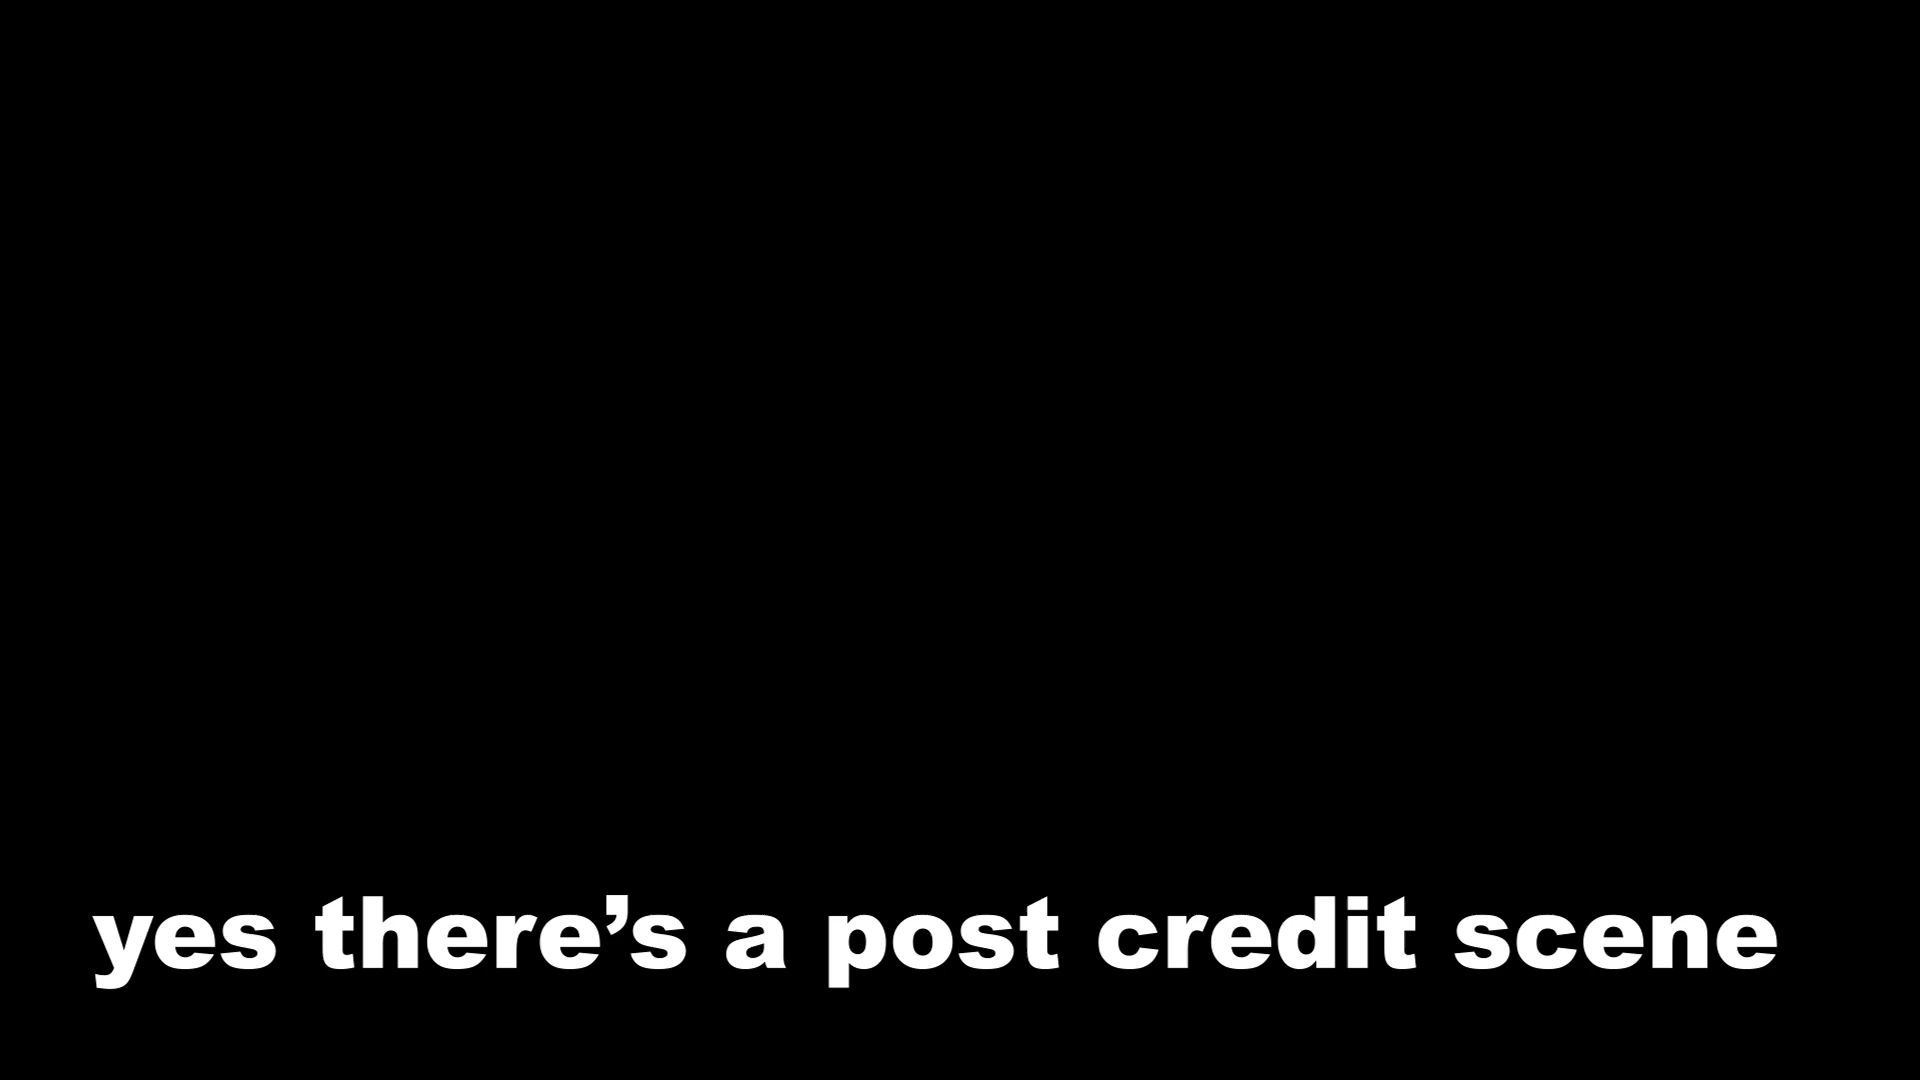 yes there’s a post credit scene